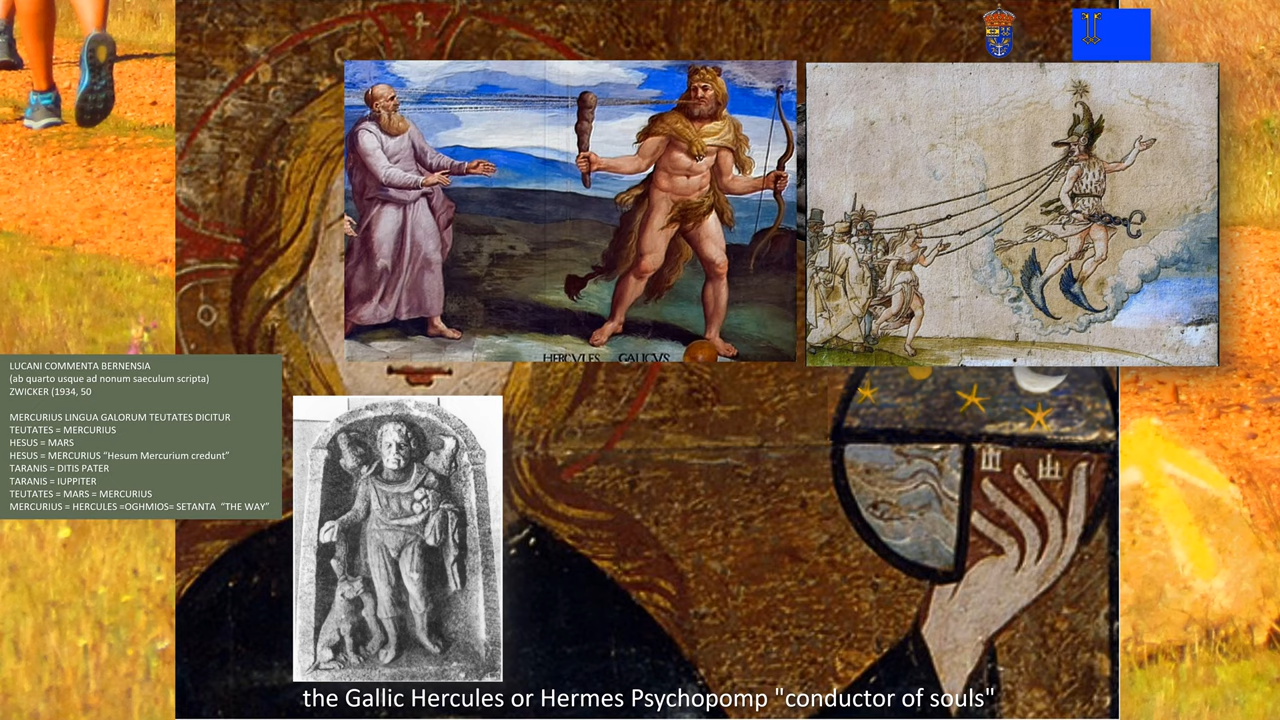 HERCVLES GALICVS
LUCANI COMMENTA BERNENSIA
(ab quarto usque ad nonum saeculum scripta)
ZWICKER (1934, 50
MERCURIUS LINGUA GALORUM TEUTATES DICITUR
TEUTATES = MERCURIUS
HESUS = MARS
HESUS = MERCURIUS “Hesum Mercurium credunt”
TARANIS = DITIS PATER
TARANIS = IUPPITER
TEUTATES = MARS = MERCURIUS
MERCURIUS = HERCULES =OGHMIOS= SETANTA “THE WAY”
the Gallic Hercules or Hermes Psychopomp "conductor of souls"